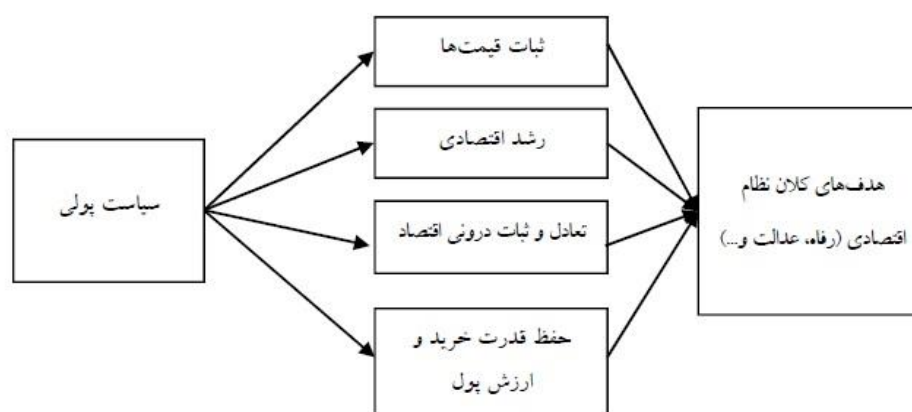 ثبات قیمت‌ها
رشد اقتصادی
هدف‌های کلان نظام
اقتصادی (رفاه، عدالت و...)
سیاست پولی
تعادل و ثبات درونی اقتصاد
حفظ قدرت خرید و
ارزش پول